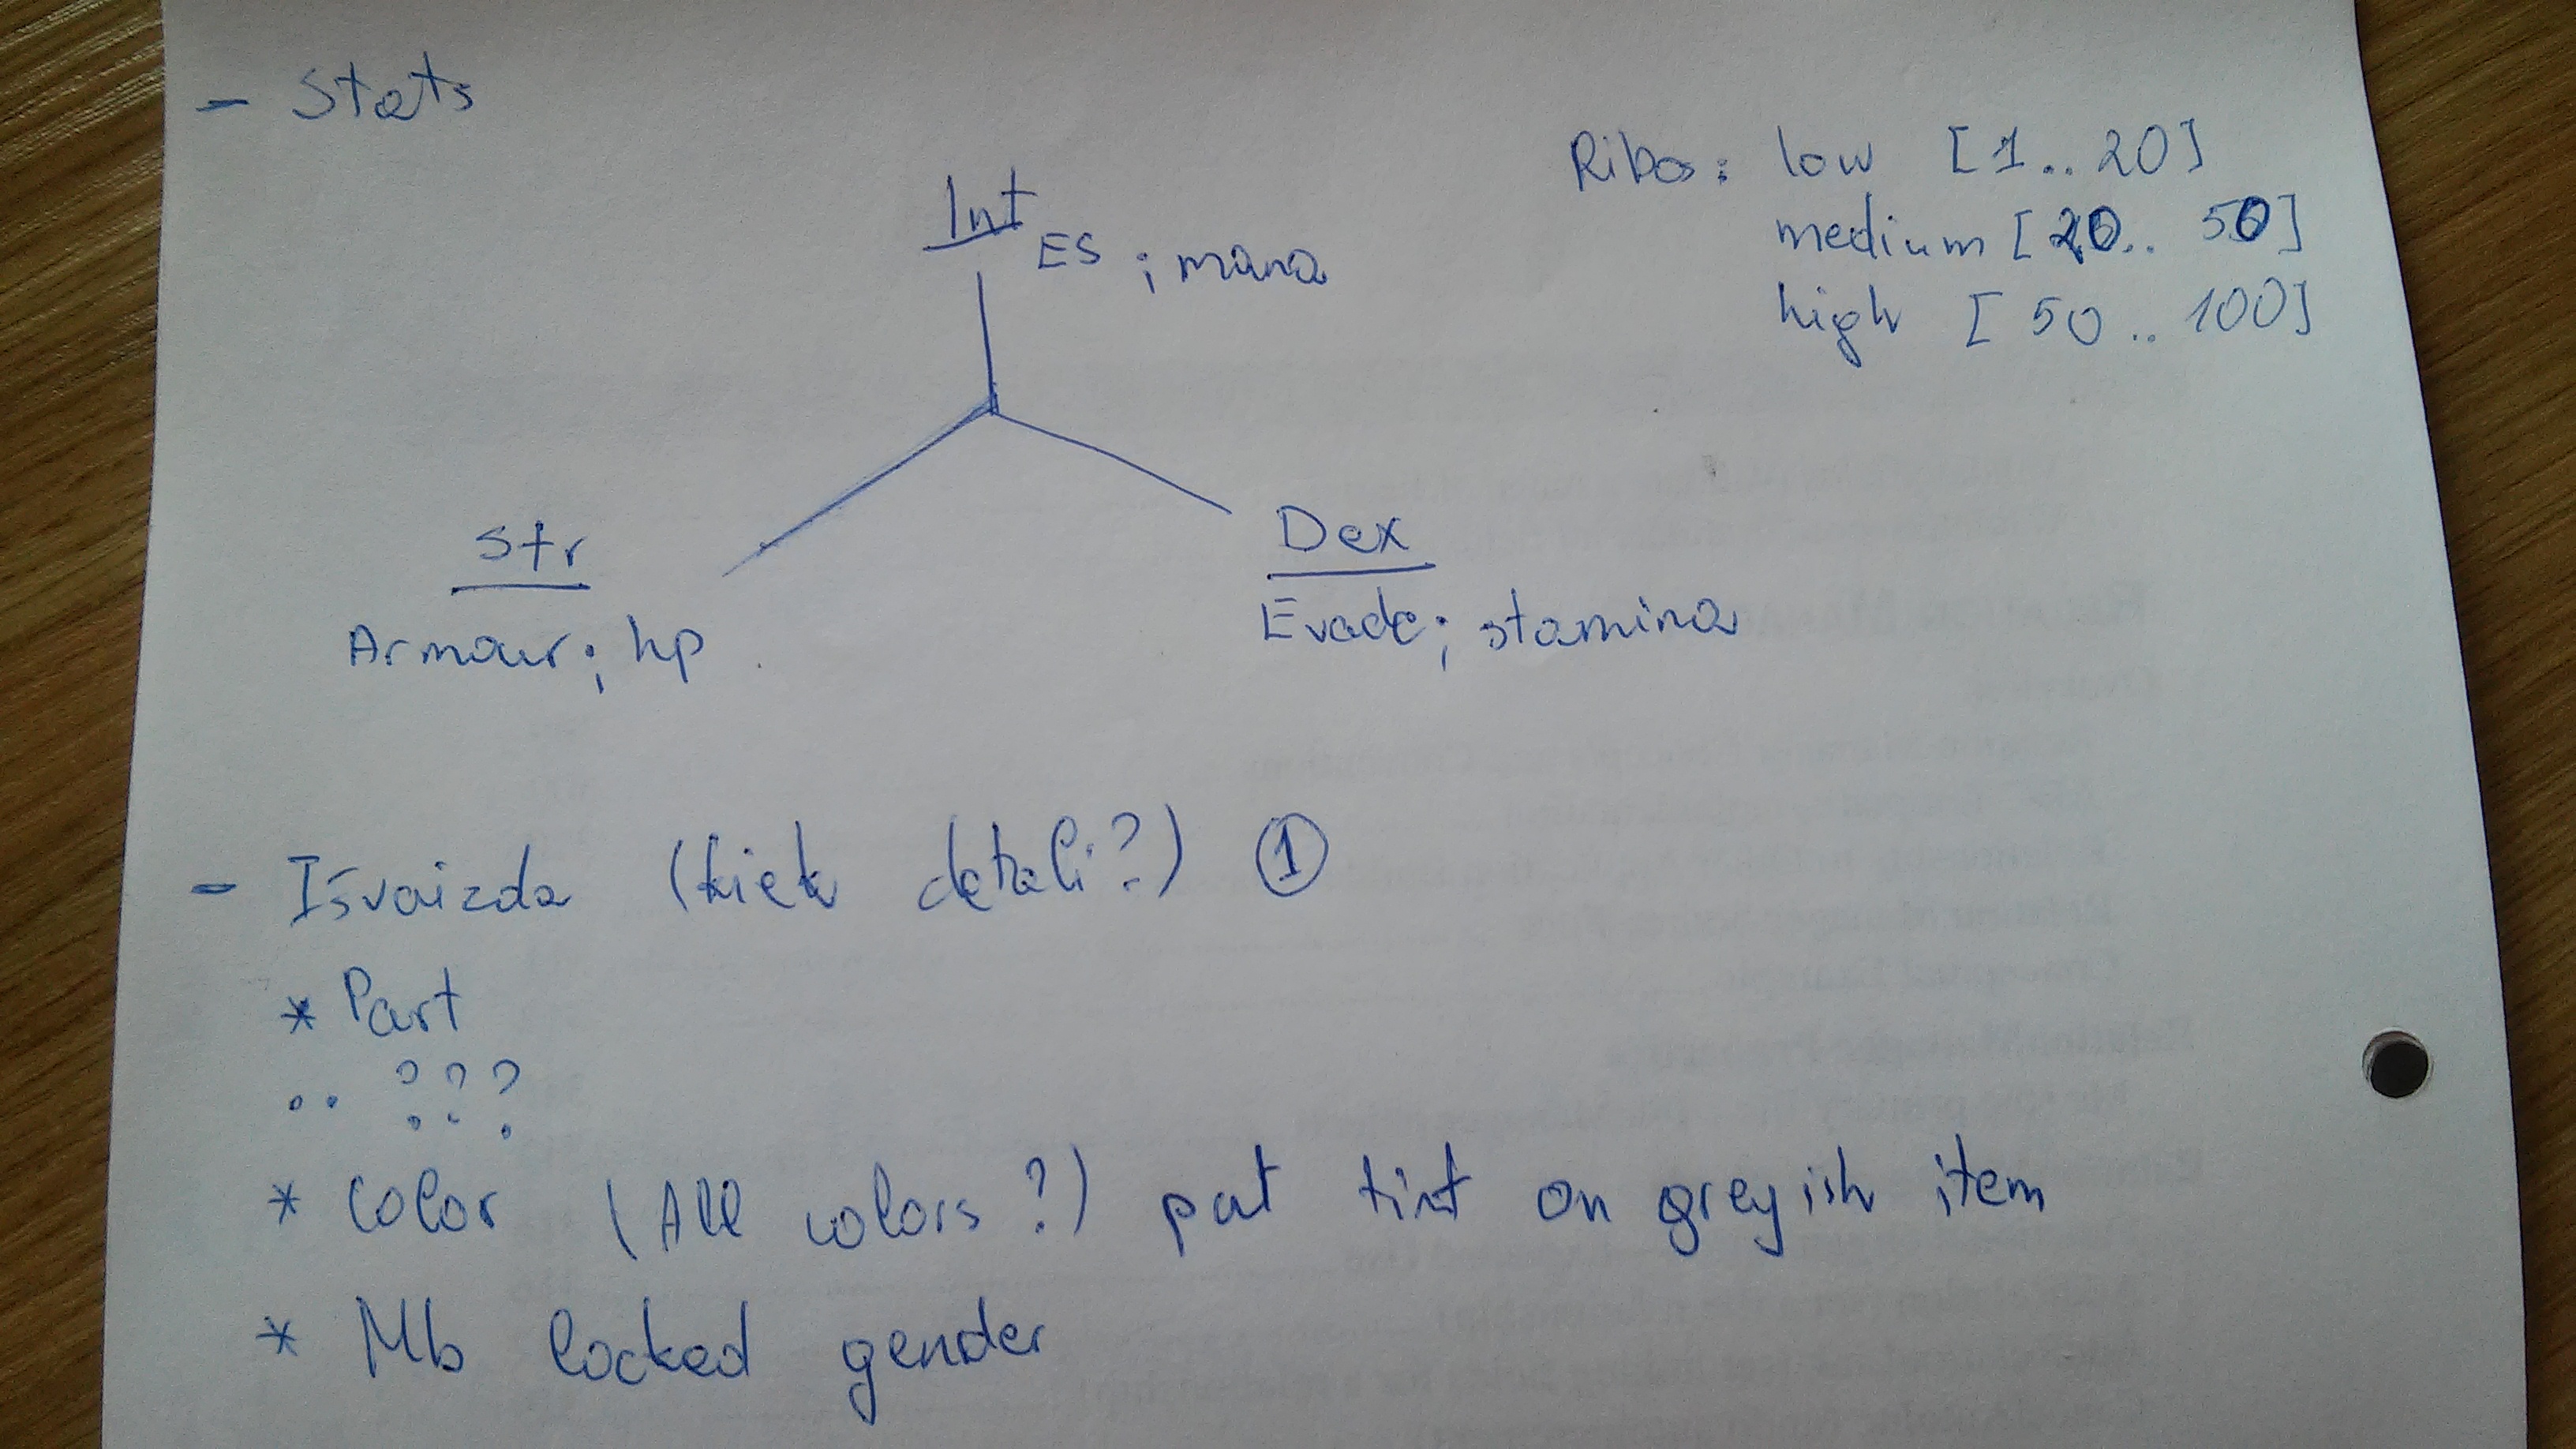 - Stats
Ribos: low [1..20]
medium [20.. 50]
high [50..100]
Int
ES ; mana
Str
Armour; hp
Dex
Evade; stamina
- Išvaizda (kiek detali?) 1
* Part
.. ???
* Color (All colors?) put tint on greyish item
* Mb locked gender